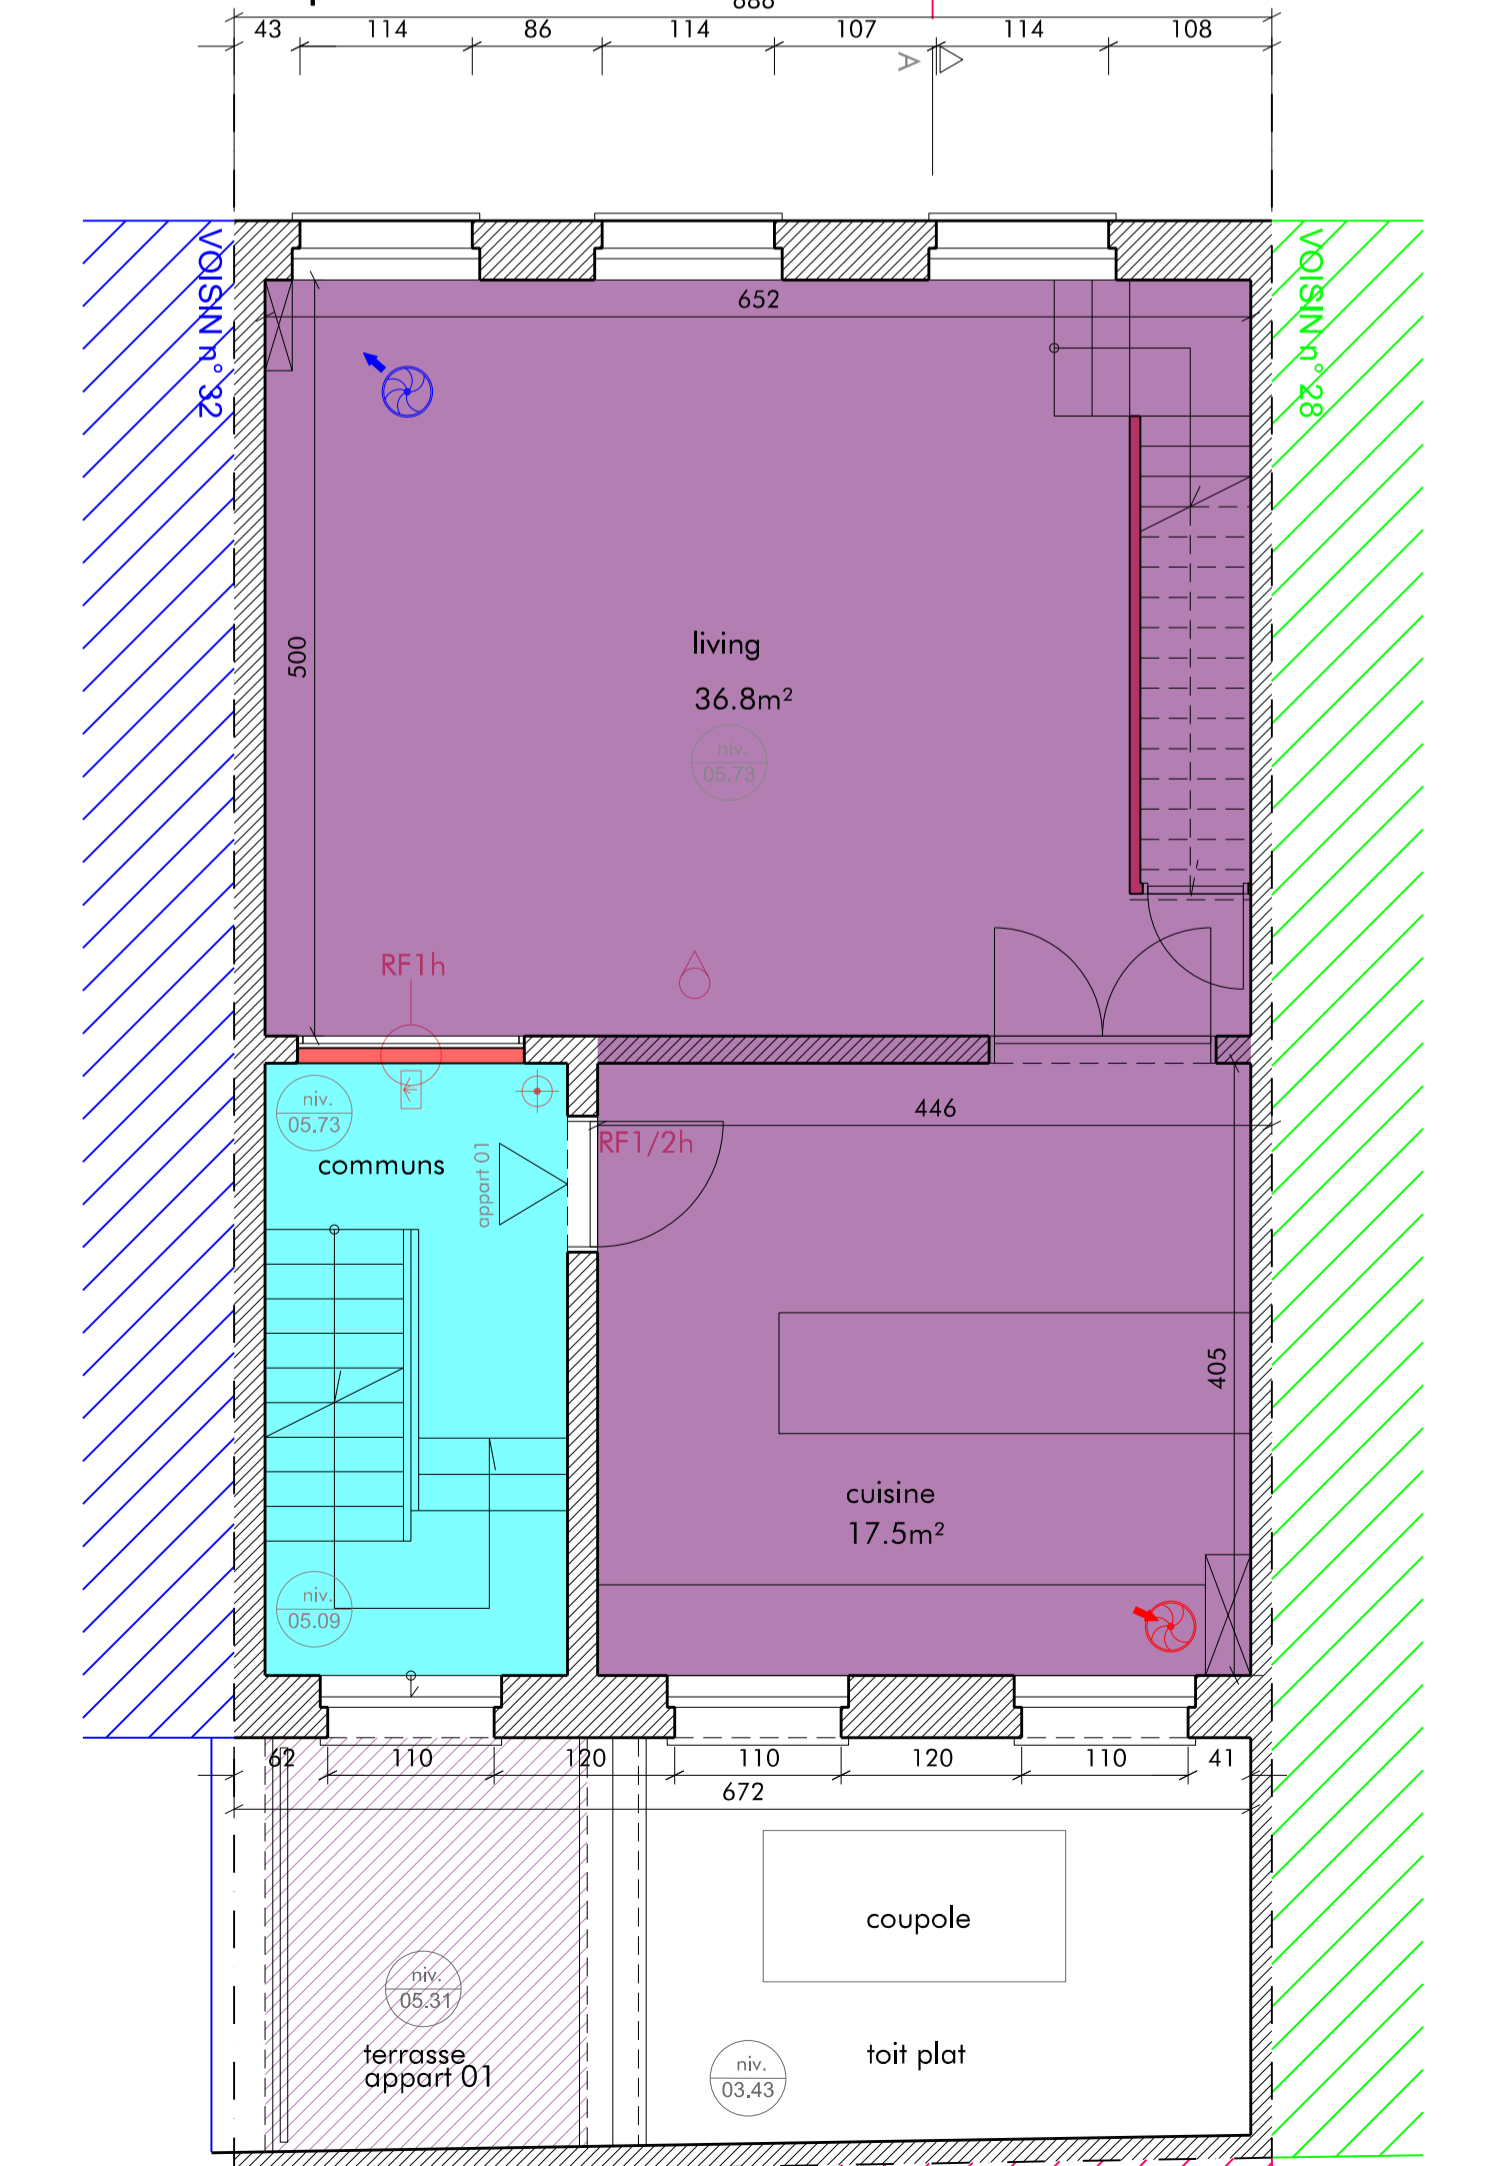 43 114 86 114 107 114 108
A
VOISIN n° 32
VOISIN n° 28
652
500
living
36.8m²
niv.
05.73
RF1h
niv.
05.73
communs
appart 01
RF1/2h
446
405
cuisine
17.5m²
niv.
05.09
62 110 120 110 120 110 41
672
coupole
niv.
05.31
terrasse
appart 01
toit plat
niv.
03.43